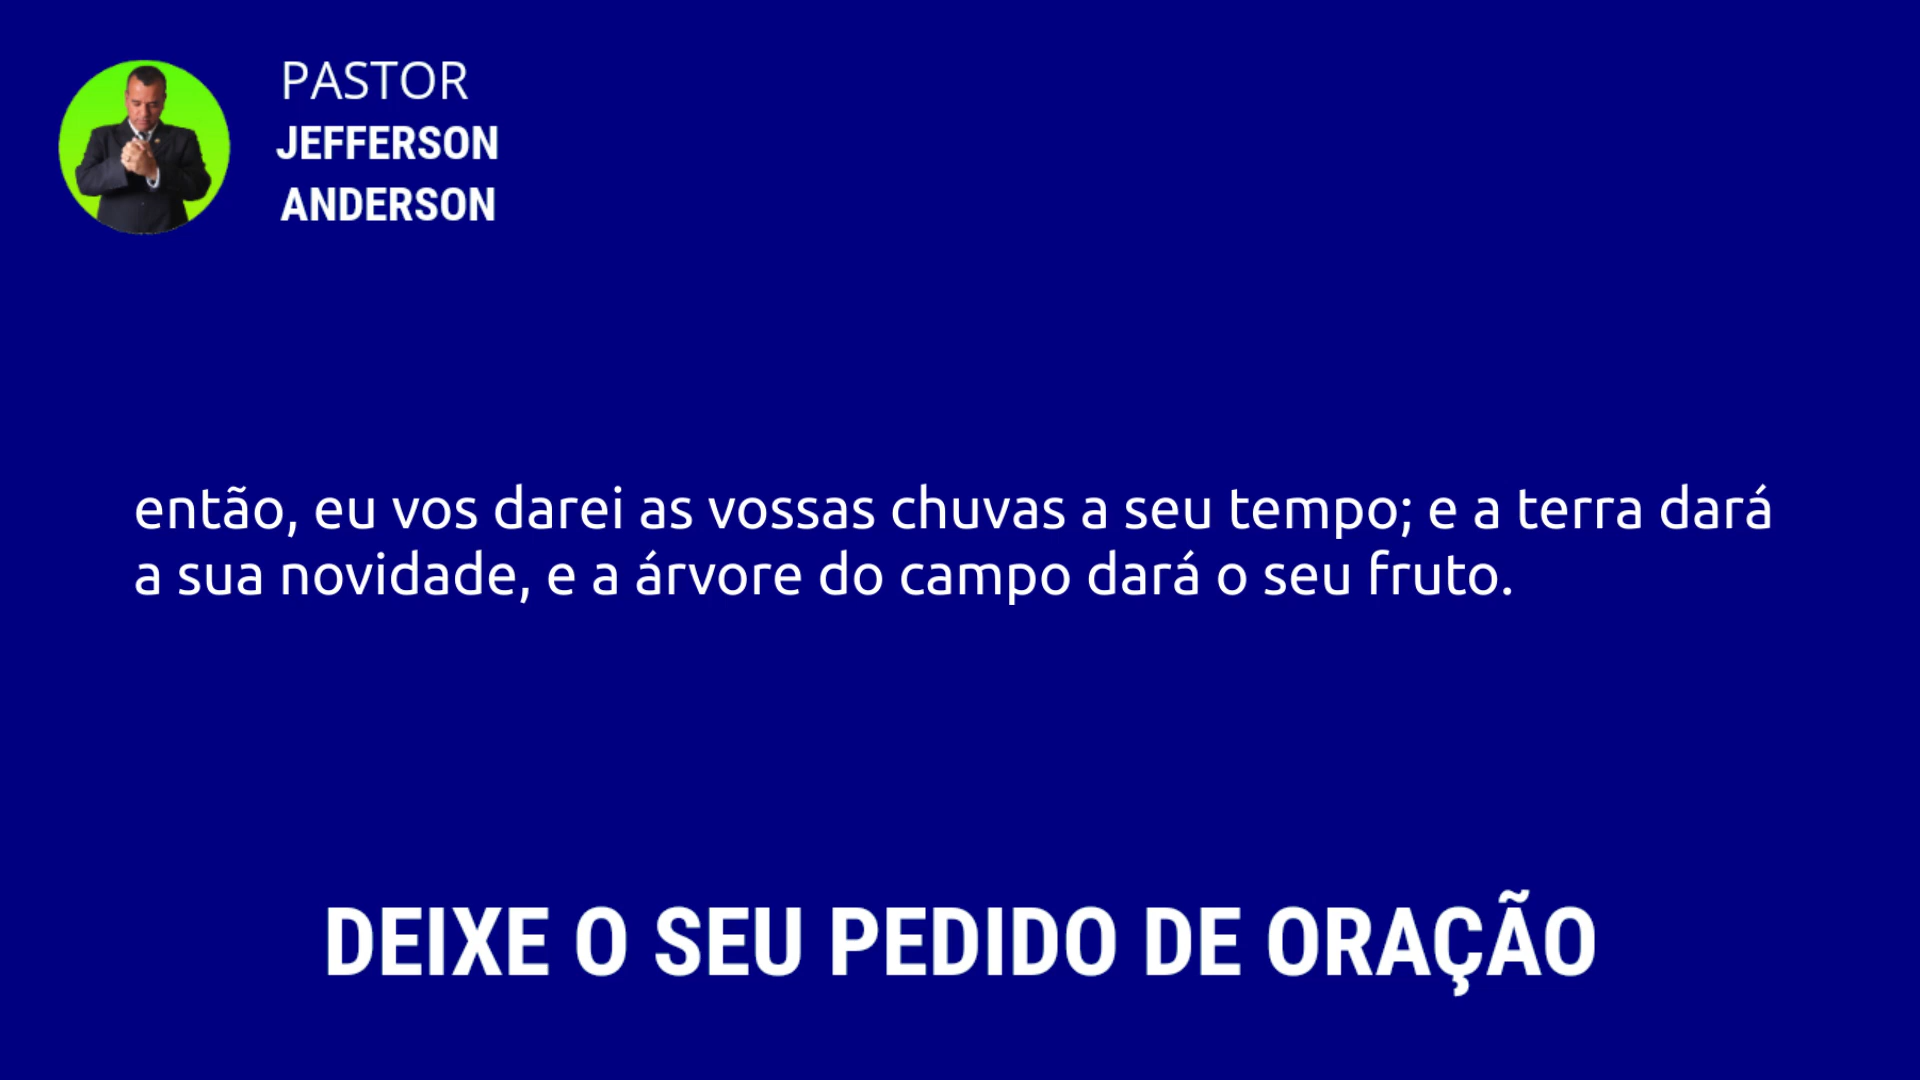 PASTOR
JEFFERSON
ANDERSON
então, eu vos darei as vossas chuvas a seu tempo; e a terra dará
a sua novidade, e a árvore do campo dará o seu fruto.
DEIXE O SEU PEDIDO DE ORAÇÃO